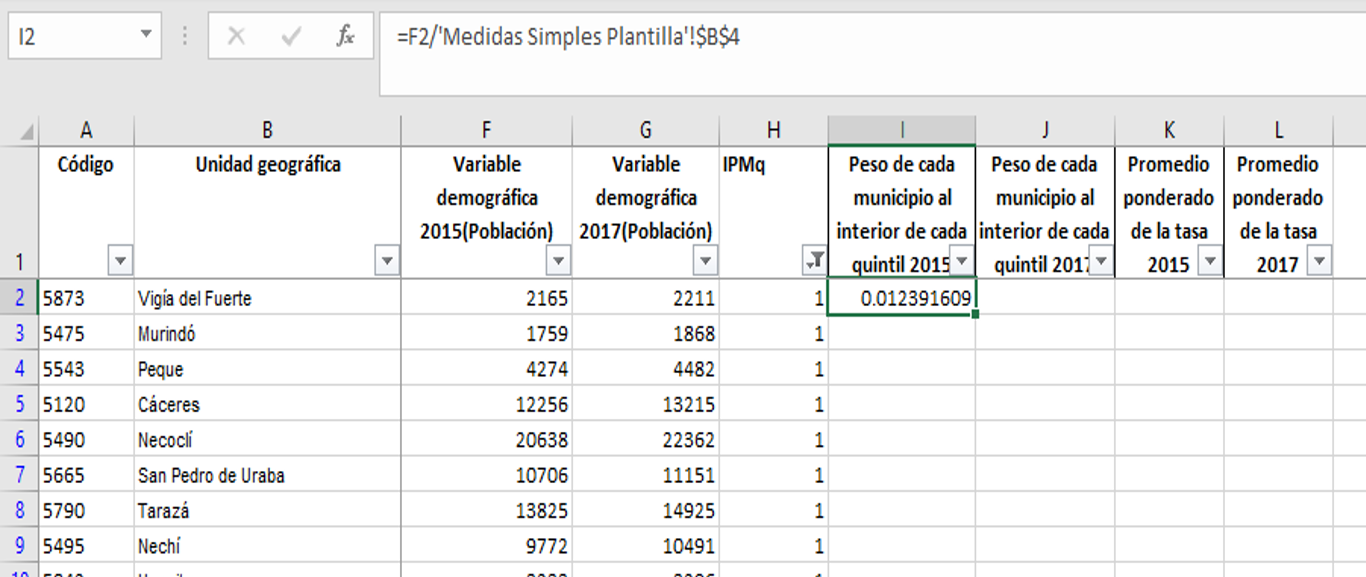 I2
fx
=F2/'Medidas Simples Plantilla'!$B$4
A B F G H I J K L
Código Unidad geográfica Variable Variable IPMq Peso de cada Peso de cada Promedio Promedio
demográfica demográfica municipio al municipio al ponderado ponderado
2015(Población) 2017(Población) interior de cada interior de cada de la tasa de la tasa
1 quintil 2015 quintil 2017 2015 2017
2 5873 Vigía del Fuerte 2165 2211 1 0.012391609
3 5475 Murindó 1759 1868 1
4 5543 Peque 4274 4482 1
5 5120 Cáceres 12256 13215 1
6 5490 Necoclí 20638 22362 1
7 5665 San Pedro de Uraba 10706 11151 1
8 5790 Tarazá 13825 14925 1
9 5495 Nechí 9772 10491 1
10